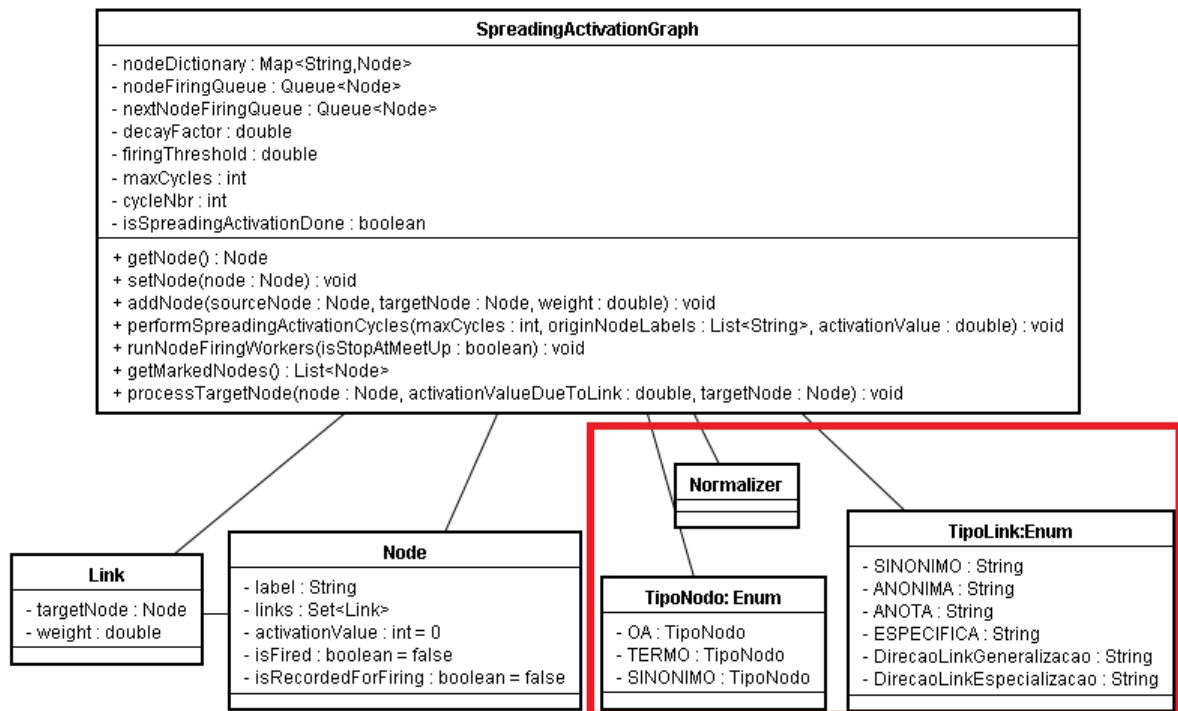 SpreadingActivationGraph
- nodeDictionary : Map<String,Node>
- nodeFiringQueue : Queue<Node>
- nextNodeFiringQueue : Queue<Node>
- decayFactor : double
- firingThreshold : double
- maxCycles : int
- cycleNbr : int
- isSpreadingActivationDone : boolean
+ getNode() : Node
+ setNode(node : Node) : void
+ addNode(sourceNode : Node, targetNode : Node, weight : double) : void
+ performSpreadingActivationCycles(maxCycles : int, originNodeLabels : List<String>, activationValue : double) : void
+ runNodeFiringWorkers(isStopAtMeetUp : boolean) : void
+ getMarkedNodes() : List<Node>
+ processTargetNode(node : Node, activationValueDueToLink : double, targetNode : Node) : void
Link
- targetNode : Node
- weight : double
Node
- label : String
- links : Set<Link>
- activationValue : int = 0
- isFired : boolean = false
- isRecordedForFiring : boolean = false
Normalizer
TipoNodo: Enum
- OA : TipoNodo
- TERMO : TipoNodo
- SINONIMO : TipoNodo
TipoLink:Enum
- SINONIMO : String
- ANONIMA : String
- ANOTA : String
- ESPECIFICA : String
- DirecaoLinkGeneralizacao : String
- DirecaoLinkEspecializacao : String